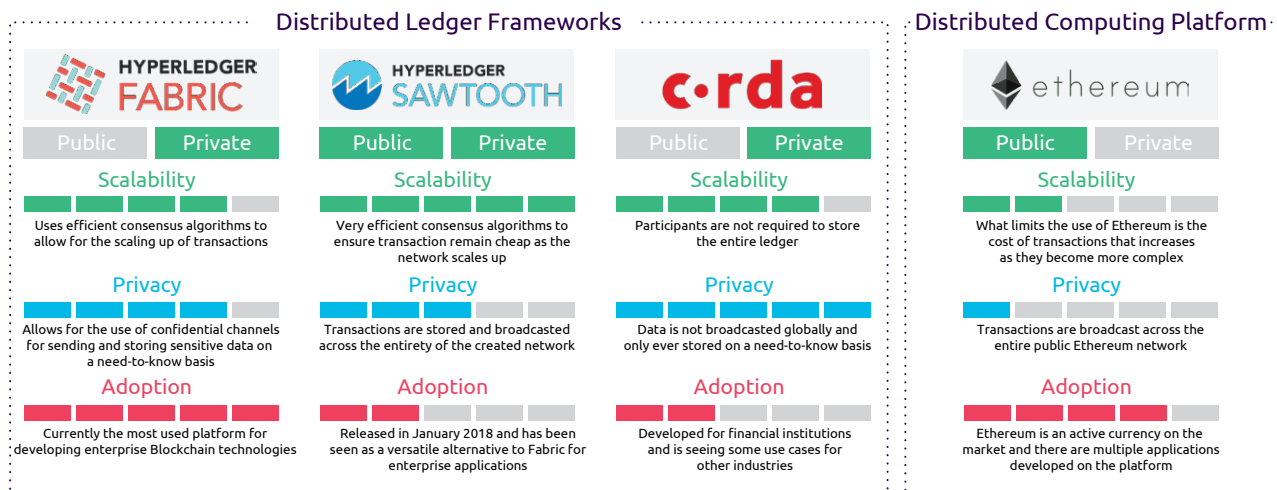 Distributed Ledger Frameworks
Distributed Computing Platform
HYPERLEDGER
FABRIC
Public
Private
Scalability
Uses efficient consensus algorithms to
allow for the scaling up of transactions
Privacy
Allows for the use of confidential channels
for sending and storing sensitive data on
a need-to-know basis
Adoption
Currently the most used platform for
developing enterprise Blockchain technologies
HYPERLEDGER
SAWTOOTH
Public
Private
Scalability
Very efficient consensus algorithms to
ensure transaction remain cheap as the
network scales up
Privacy
Transactions are stored and broadcasted
across the entirety of the created network
Adoption
Released in January 2018 and has been
seen as a versatile alternative to Fabric for
enterprise applications
c·rda
Public
Private
Scalability
Participants are not required to store
the entire ledger
Privacy
Data is not broadcasted globally and
only ever stored on a need-to-know basis
Adoption
Developed for financial institutions
and is seeing some use cases for
other industries
ethereum
Public
Private
Scalability
What limits the use of Ethereum is the
cost of transactions that increases
as they become more complex
Privacy
Transactions are broadcast across the
entire public Ethereum network
Adoption
Ethereum is an active currency on the
market and there are multiple applications
developed on the platform